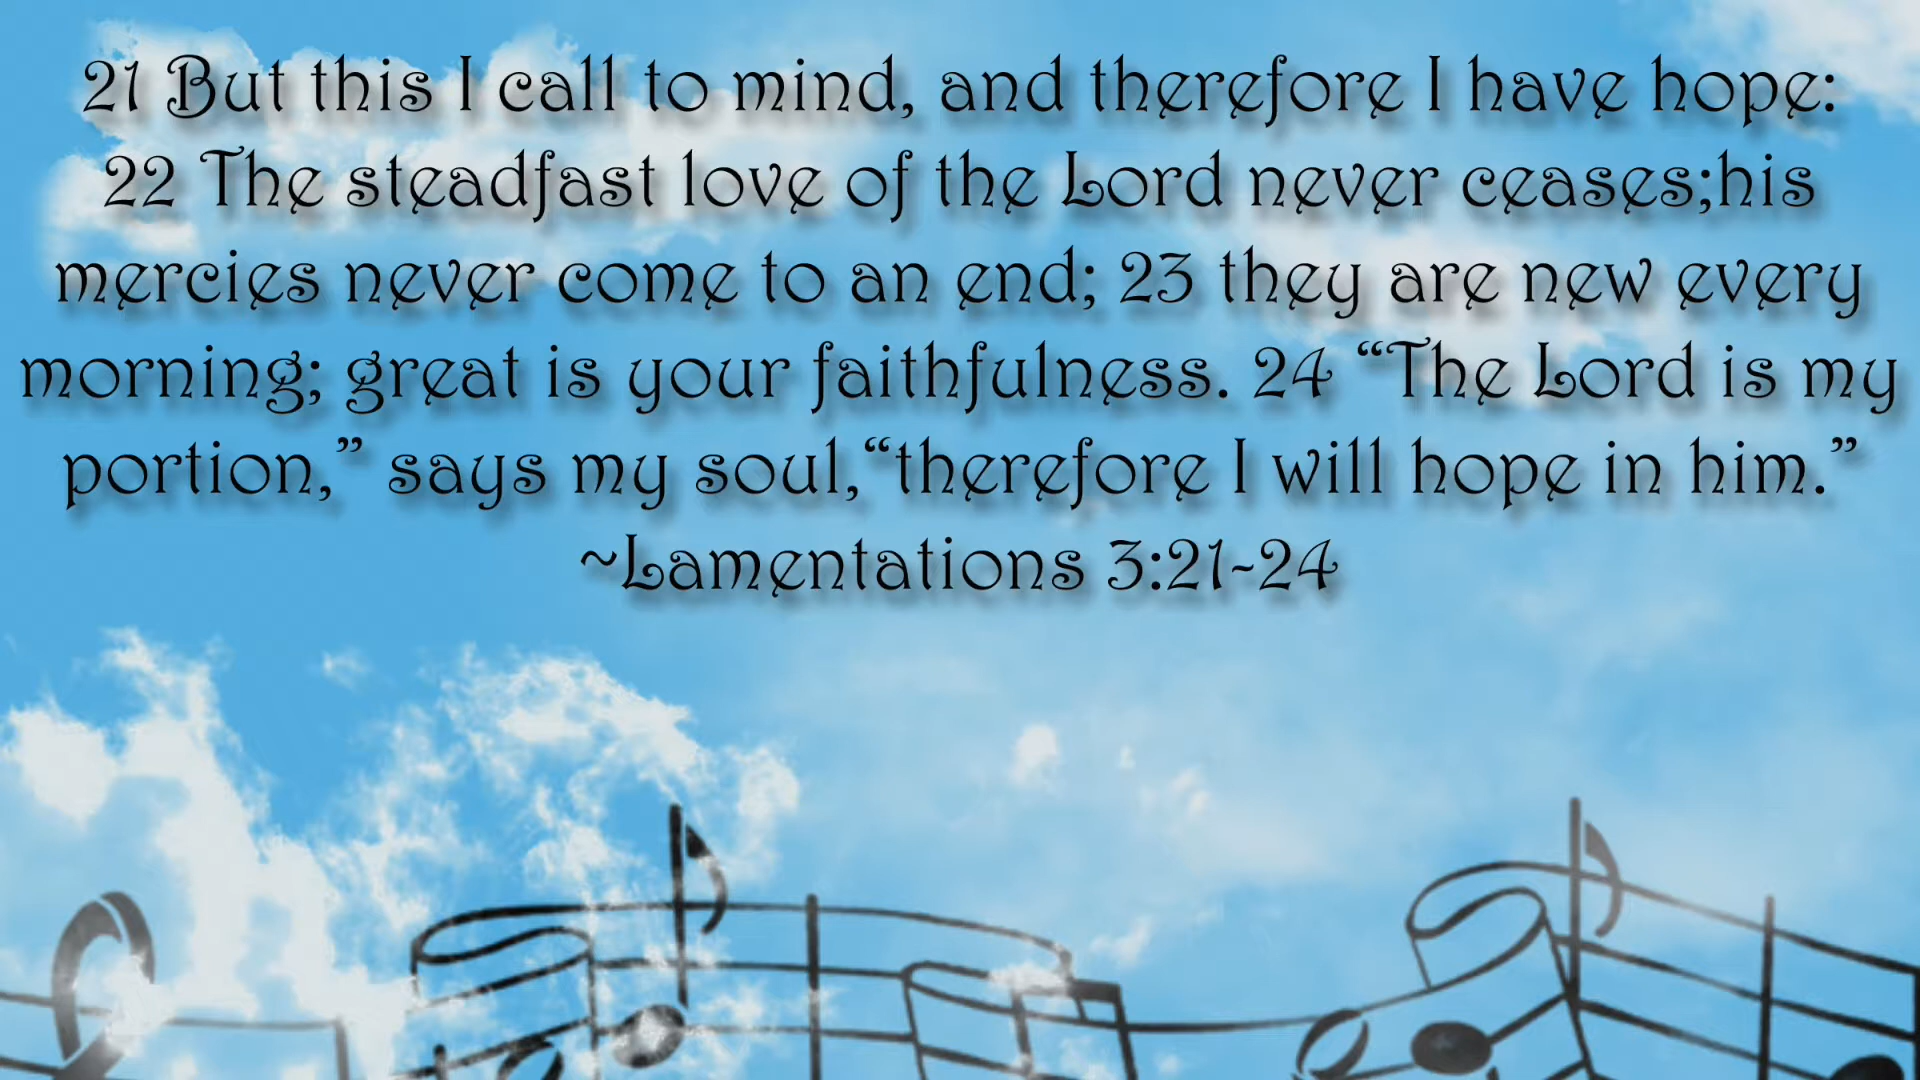 21 But this I call to mind, and therefore I have hope:
22 The steadfast love of the Lord never ceases;his
mercies never come to an end; 23 they are new every
morning; great is your faithfulness. 24 “The Lord is my
portion,” says my soul,“therefore I will hope in him.”
~Lamentations 3:21-24